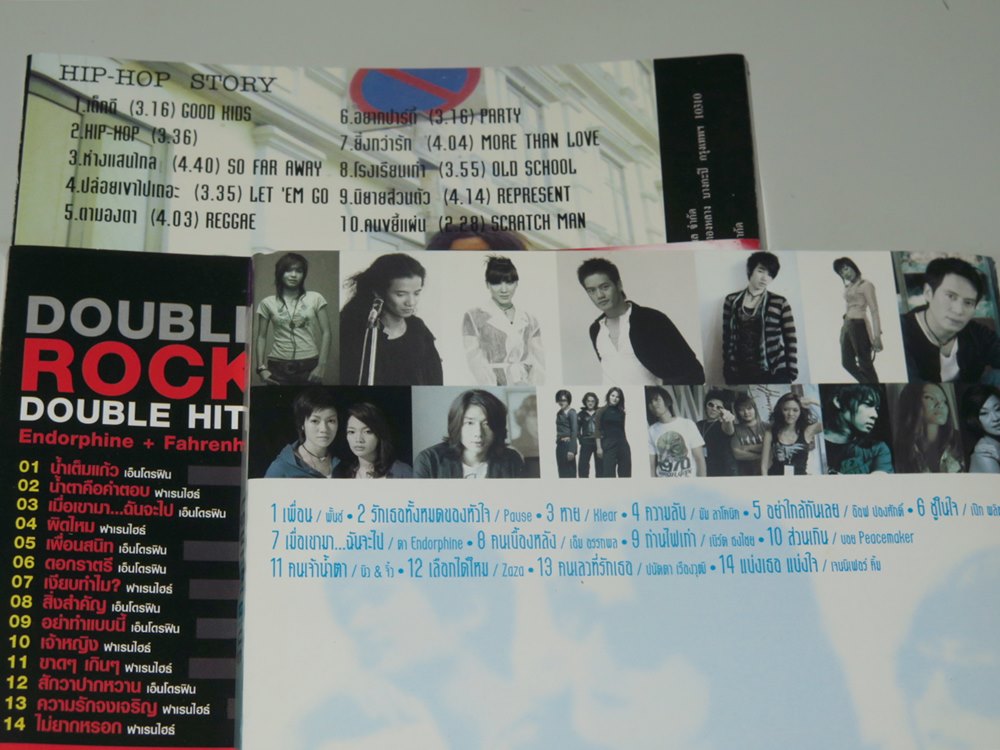 HIP-HOP STORY
1.เด็กดี (3.16) GOOD KIDS
2.HIP-HOP (3.36)
3.ห่างแสนไกล (4.40) SO FAR AWAY
4.ปล่อยเขาไปเถอะ (3.35) LET 'EM GO
5.ตามองตา (4.03) REGGAE
6.อยากปาร์ตี้ (3.16) PARTY
7.ยิ่งกว่ารัก (4.04) MORE THAN LOVE
8.โรงเรียนเก่า (3.55) OLD SCHOOL
9.นิยายส่วนตัว (4.14) REPRESENT
10.คนขยี้แผ่น (2.28) SCRATCH MAN
DOUBL
ROCK
DOUBLE HIT
Endorphine + Fahrenh
01 น้ำเต็มแก้ว เอ็นโดรฟิน
02 น้ำตาคือคำตอบ ฟาเรนไฮธ์
03 เมื่อเขามา...ฉันจะไป เอ็นโดรฟิน
04 ผิดไหม ฟาเรนไฮธ์
05 เพื่อนสนิท เอ็นโดรฟิน
06 ดอกราตรี เอ็นโดรฟิน
07 เงียบทำไม? ฟาเรนไฮธ์
08 สิ่งสำคัญ เอ็นโดรฟิน
09 อย่าทำแบบนี้ เอ็นโดรฟิน
10 เจ้าหญิง ฟาเรนไฮธ์
11 ขาดๆ เกินๆ ฟาเรนไฮธ์
12 สักวาปากหวาน เอ็นโดรฟิน
13 ความรักจงเจริญ ฟาเรนไฮธ์
14 ไม่ยากหรอก ฟาเรนไฮธ์
1 เพื่อน / พั้นช์ • 2 รักเธอทั้งหมดของหัวใจ / Pause • 3 หาย / Klear • 4 ความลับ / มัม ลาโคนิค • 5 อย่าใกล้กันเลย / อ๊อฟ ปองศักดิ์ • 6 สู้ในใจ / เป๊ก ผลิต
7 เมื่อเขามา...ฉันจะไป / ดา Endorphine • 8 คนเบื้องหลัง / เอ็ม อรรถพล • 9 ถ่านไฟเก่า / เบิร์ด ธงไชย • 10 ส่วนเกิน / บอย Peacemaker
11 คนเจ้าน้ำตา / นิว & จิ๋ว • 12 เลือกได้ไหม / Zaza • 13 คนเลวที่รักเธอ / ปนัดดา เรืองวุฒิ • 14 แบ่งเธอ แบ่งใจ / เจนนิเฟอร์ คิ้ม